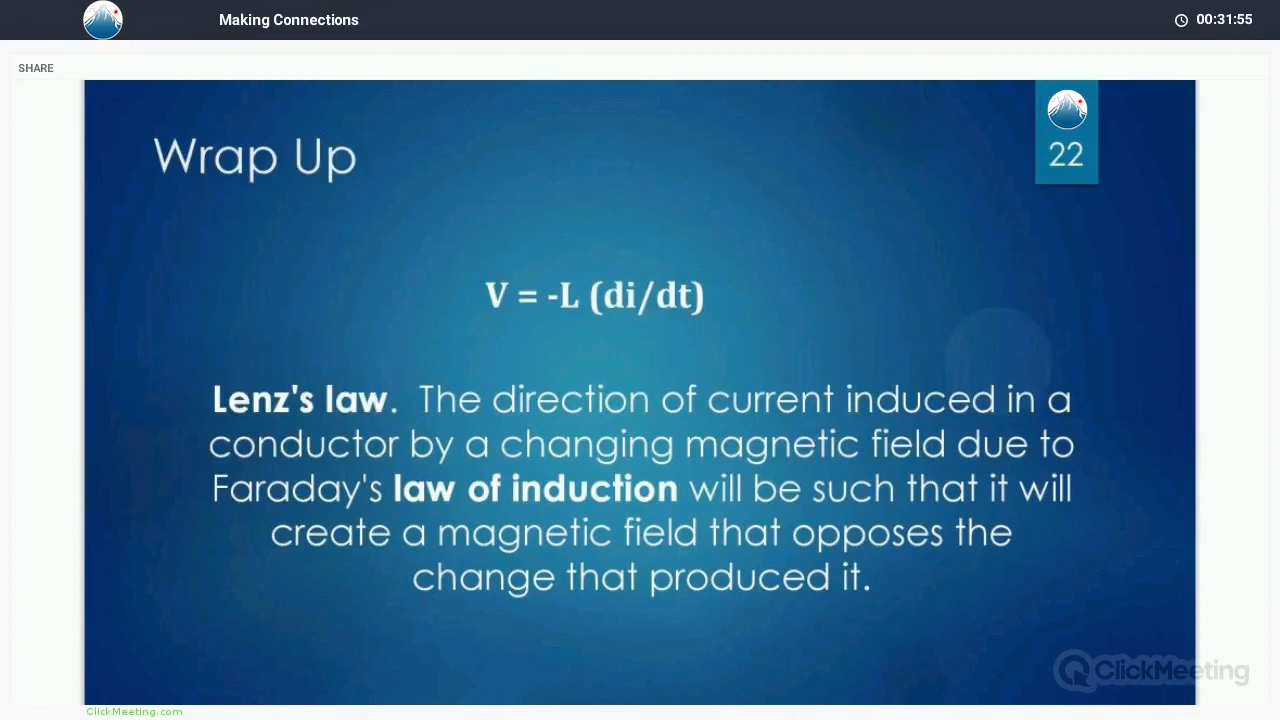 Making Connections
00:31:55
SHARE
Wrap Up
22
V = -L (di/dt)
Lenz's law.  The direction of current induced in a
conductor by a changing magnetic field due to
Faraday's law of induction will be such that it will
create a magnetic field that opposes the
change that produced it.
ClickMeeting
ClickMeeting.com